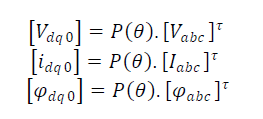 [V_{dq0}] = P(θ). [V_{abc}]^τ
[i_{dq0}] = P(θ). [I_{abc}]^τ
[φ_{dq0}] = P(θ). [φ_{abc}]^τ